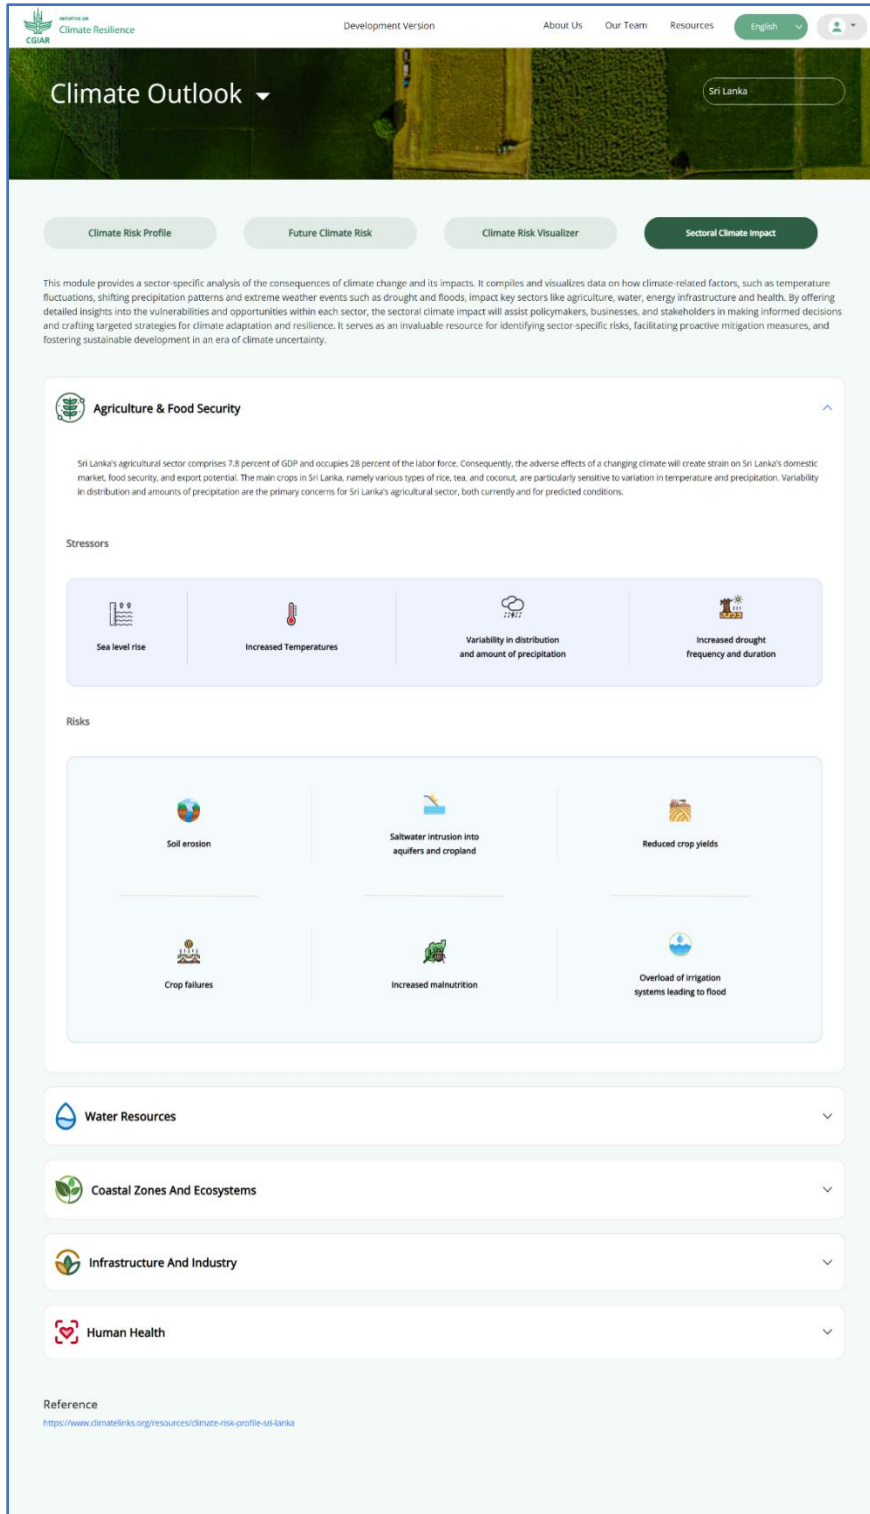 INITIATIVE ON
Climate Resilience
CGIAR
Development Version
About Us
Our Team
Resources
English
Climate Outlook
Sri Lanka
Climate Risk Profile
Future Climate Risk
Climate Risk Visualizer
Sectoral Climate Impact
This module provides a sector-specific analysis of the consequences of climate change and its impacts. It compiles and visualizes data on how climate-related factors, such as temperature
fluctuations, shifting precipitation patterns and extreme weather events such as drought and floods, impact key sectors like agriculture, water, energy infrastructure and health. By offering
detailed insights into the vulnerabilities and opportunities within each sector, the sectoral climate impact will assist policymakers, businesses, and stakeholders in making informed decisions
and crafting targeted strategies for climate adaptation and resilience. It serves as an invaluable resource for identifying sector-specific risks, facilitating proactive mitigation measures, and
fostering sustainable development in an era of climate uncertainty.
Agriculture & Food Security
Sri Lanka's agricultural sector comprises 7.8 percent of GDP and occupies 28 percent of the labor force. Consequently, the adverse effects of a changing climate will create strain on Sri Lanka's domestic
market, food security, and export potential. The main crops in Sri Lanka, namely various types of rice, tea, and coconut, are particularly sensitive to variation in temperature and precipitation. Variability
in distribution and amounts of precipitation are the primary concerns for Sri Lanka's agricultural sector, both currently and for predicted conditions.
Stressors
Sea level rise
Increased Temperatures
Variability in distribution
and amount of precipitation
Increased drought
frequency and duration
Risks
Soil erosion
Saltwater intrusion into
aquifers and cropland
Reduced crop yields
Crop failures
Increased malnutrition
Overload of irrigation
systems leading to flood
Water Resources
Coastal Zones And Ecosystems
Infrastructure And Industry
Human Health
Reference
https://www.climatelinks.org/resources/climate-risk-profile-sri-lanka